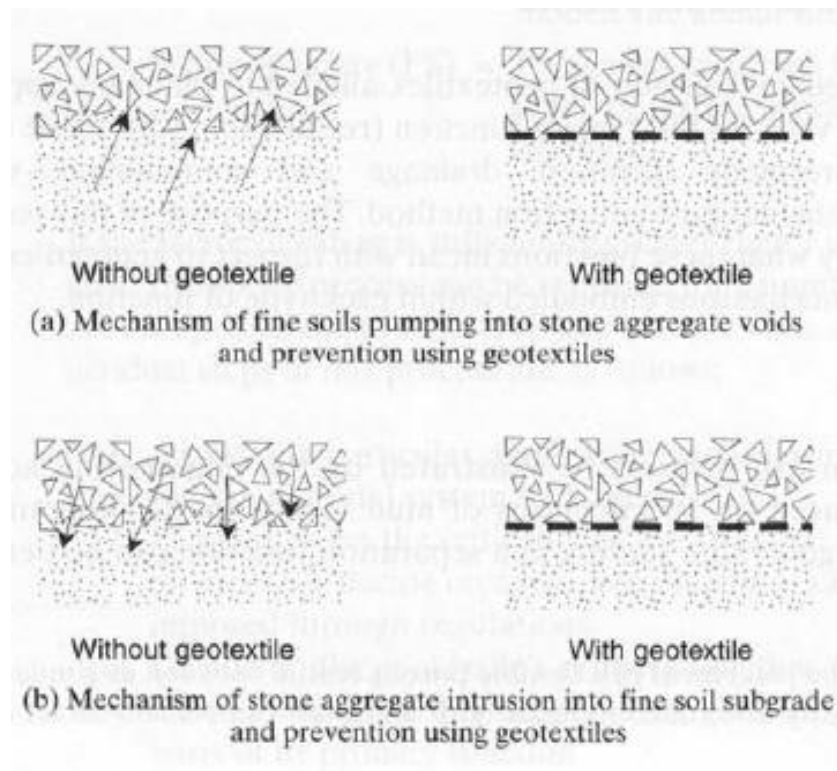 Without geotextile
With geotextile
(a) Mechanism of fine soils pumping into stone aggregate voids
and prevention using geotextiles
Without geotextile
With geotextile
(b) Mechanism of stone aggregate intrusion into fine soil subgrade
and prevention using geotextiles